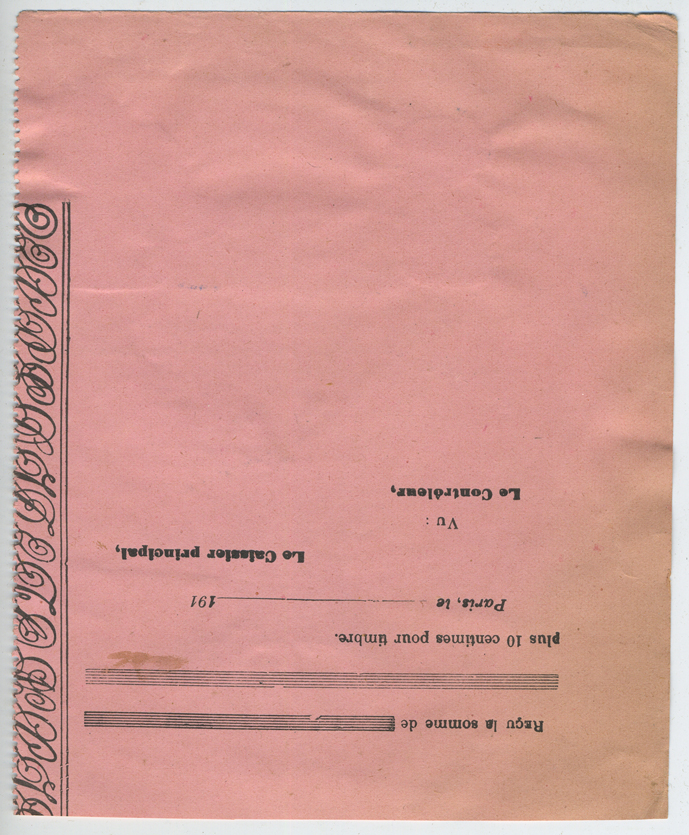 Reçu la somme de
plus 10 centimes pour timbre.
Paris, le 191
Le Caissier principal,
Vu :
Le Contrôleur,